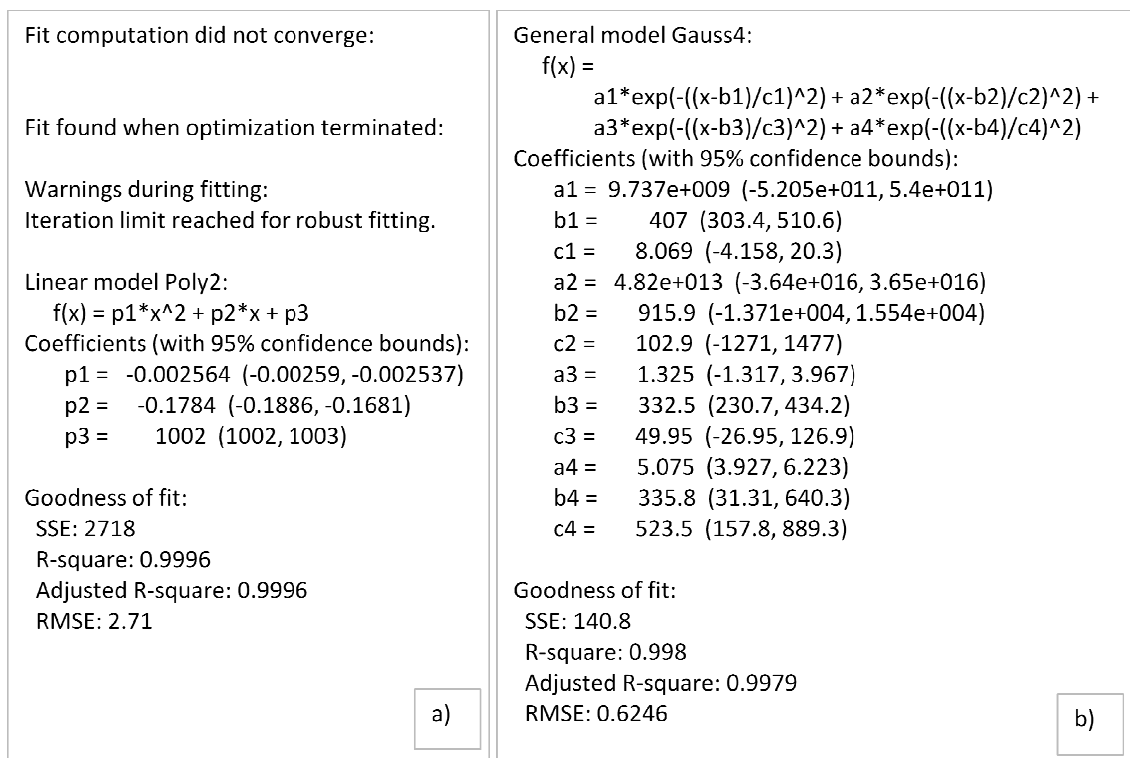 Fit computation did not converge:
Fit found when optimization terminated:
Warnings during fitting:
Iteration limit reached for robust fitting.
Linear model Poly2:
f(x) = p1*x^2 + p2*x + p3
Coefficients (with 95% confidence bounds):
p1 = -0.002564 (-0.00259, -0.002537)
p2 = -0.1784 (-0.1886, -0.1681)
p3 = 1002 (1002, 1003)
Goodness of fit:
SSE: 2718
R-square: 0.9996
Adjusted R-square: 0.9996
RMSE: 2.71
a)
General model Gauss4:
f(x) =
a1*exp(-((x-b1)/c1)^2) + a2*exp(-((x-b2)/c2)^2) +
a3*exp(-((x-b3)/c3)^2) + a4*exp(-((x-b4)/c4)^2)
Coefficients (with 95% confidence bounds):
a1 = 9.737e+009 (-5.205e+011, 5.4e+011)
b1 = 407 (303.4, 510.6)
c1 = 8.069 (-4.158, 20.3)
a2 = 4.82e+013 (-3.64e+016, 3.65e+016)
b2 = 915.9 (-1.371e+004, 1.554e+004)
c2 = 102.9 (-1271, 1477)
a3 = 1.325 (-1.317, 3.967)
b3 = 332.5 (230.7, 434.2)
c3 = 49.95 (-26.95, 126.9)
a4 = 5.075 (3.927, 6.223)
b4 = 335.8 (31.31, 640.3)
c4 = 523.5 (157.8, 889.3)
Goodness of fit:
SSE: 140.8
R-square: 0.998
Adjusted R-square: 0.9979
RMSE: 0.6246
b)